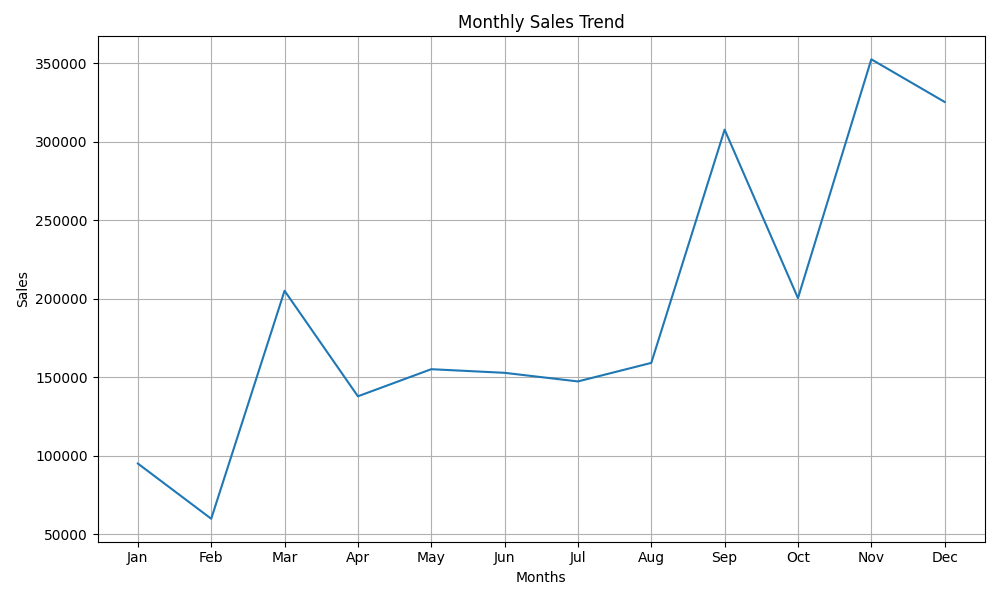 Monthly Sales Trend
350000
300000
250000
200000
150000
100000
50000
Sales
Jan Feb Mar Apr May Jun Jul Aug Sep Oct Nov Dec
Months